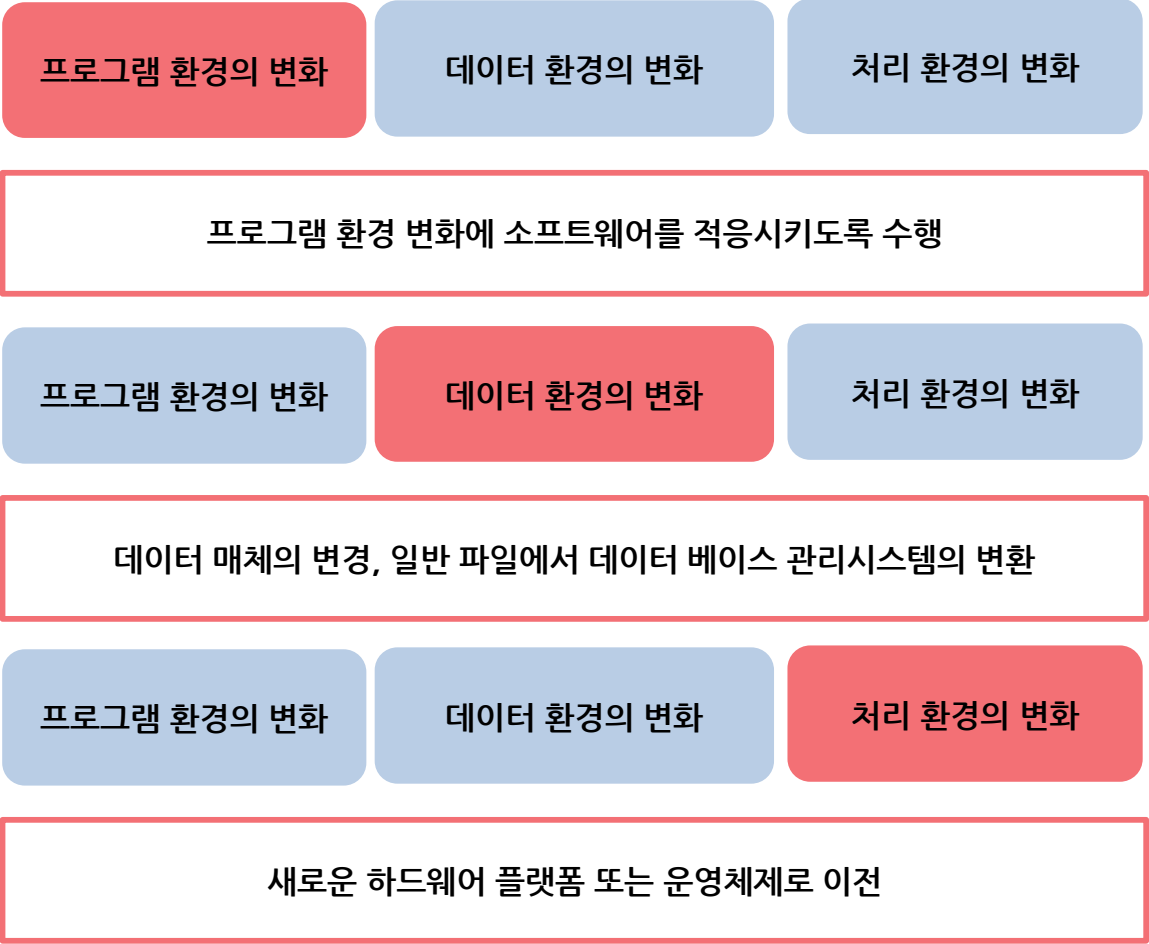 프로그램 환경의 변화
데이터 환경의 변화
처리 환경의 변화
프로그램 환경 변화에 소프트웨어를 적응시키도록 수행
프로그램 환경의 변화
데이터 환경의 변화
처리 환경의 변화
데이터 매체의 변경, 일반 파일에서 데이터 베이스 관리시스템의 변환
프로그램 환경의 변화
데이터 환경의 변화
처리 환경의 변화
새로운 하드웨어 플랫폼 또는 운영체제로 이전